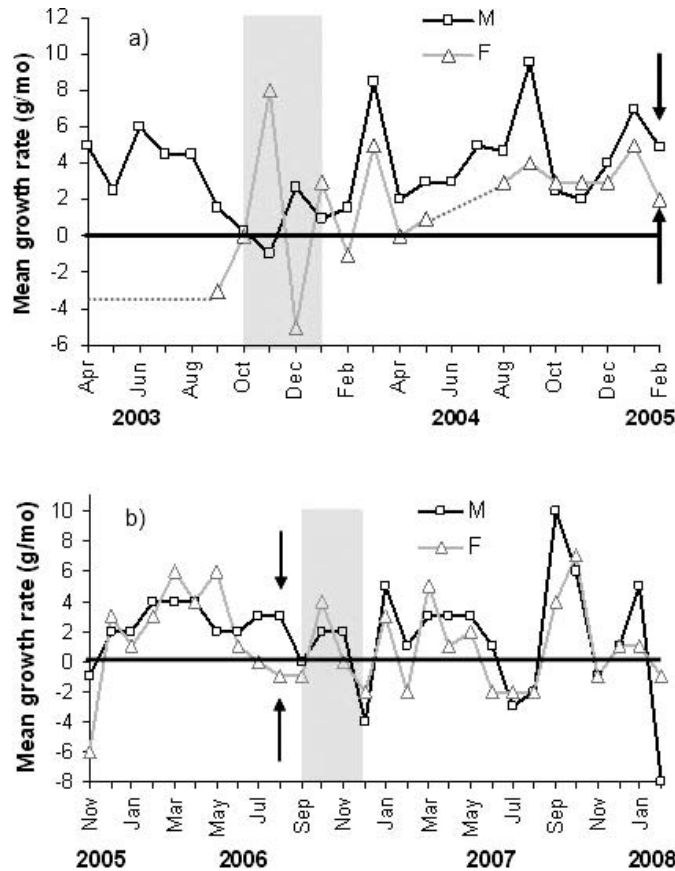 a)
M
F
Mean growth rate (g/mo)
12
10
8
6
4
2
0
-2
-4
-6
Apr Jun Aug Oct Dec Feb Apr Jun Aug Oct Dec Feb
2003 2004 2005
b)
M
F
Mean growth rate (g/mo)
10
8
6
4
2
0
-2
-4
-6
-8
Nov Jan Mar May Jul Sep Nov Jan Mar May Jul Sep Nov Jan
2005 2006 2007 2008